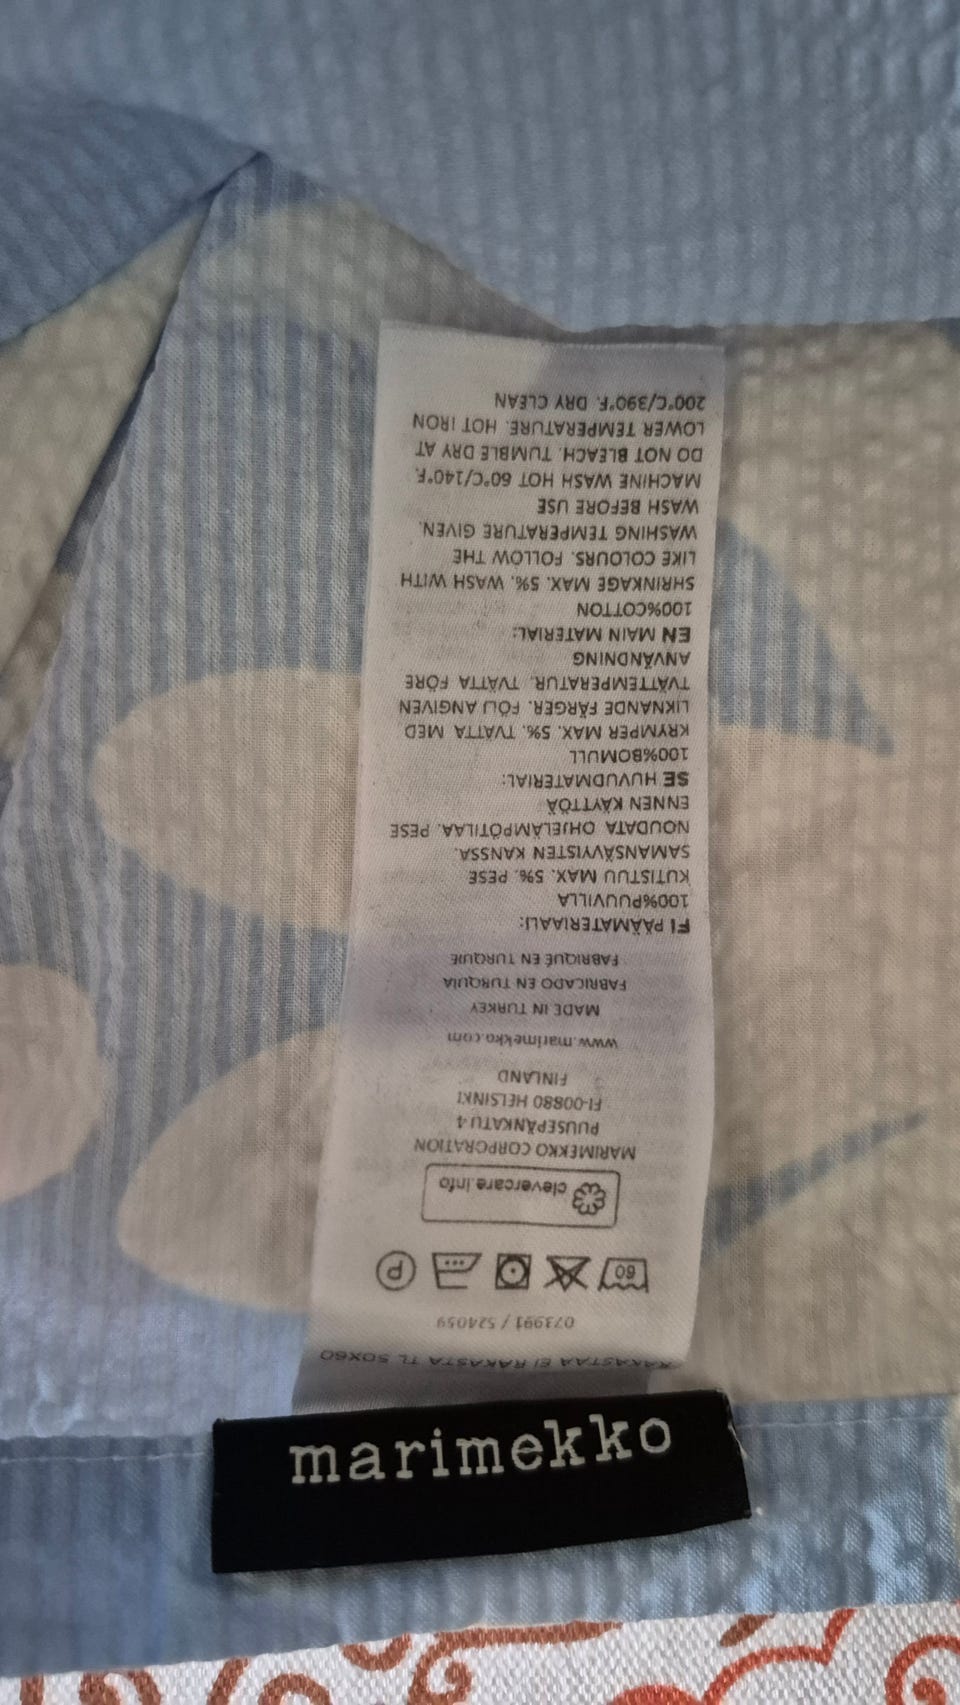 marimekko
RAKASTAA EI RAKASTA TL 50X60
073991 / 524059
60 P
clevercare.info
MARIMEKKO CORPORATION
PUUSEPÄNKATU 4
FI-00880 HELSINKI
FINLAND
www.marimekko.com
MADE IN TURKEY
FABRICADO EN TURQUIA
FABRIQUÉ EN TURQUIE
FI PÄÄMATERIAALI:
100%PUUVILLA
KUTISTUU MAX. 5%. PESE
SAMANSÄVYISTEN KANSSA.
NOUDATA OHJELÄMPÖTILAA. PESE
ENNEN KÄYTTÖÄ
SE HUVUDMATERIAL:
100%BOMULL
KRYMPER MAX. 5%. TVÄTTA MED
LIKNANDE FÄRGER. FÖLJ ANGIVEN
TVÄTTEMPERATUR. TVÄTTA FÖRE
ANVÄNDNING
EN MAIN MATERIAL:
100%COTTON
SHRINKAGE MAX. 5%. WASH WITH
LIKE COLOURS. FOLLOW THE
WASHING TEMPERATURE GIVEN.
WASH BEFORE USE
MACHINE WASH HOT 60°C/140°F.
DO NOT BLEACH. TUMBLE DRY AT
LOWER TEMPERATURE. HOT IRON
200°C/390°F. DRY CLEAN